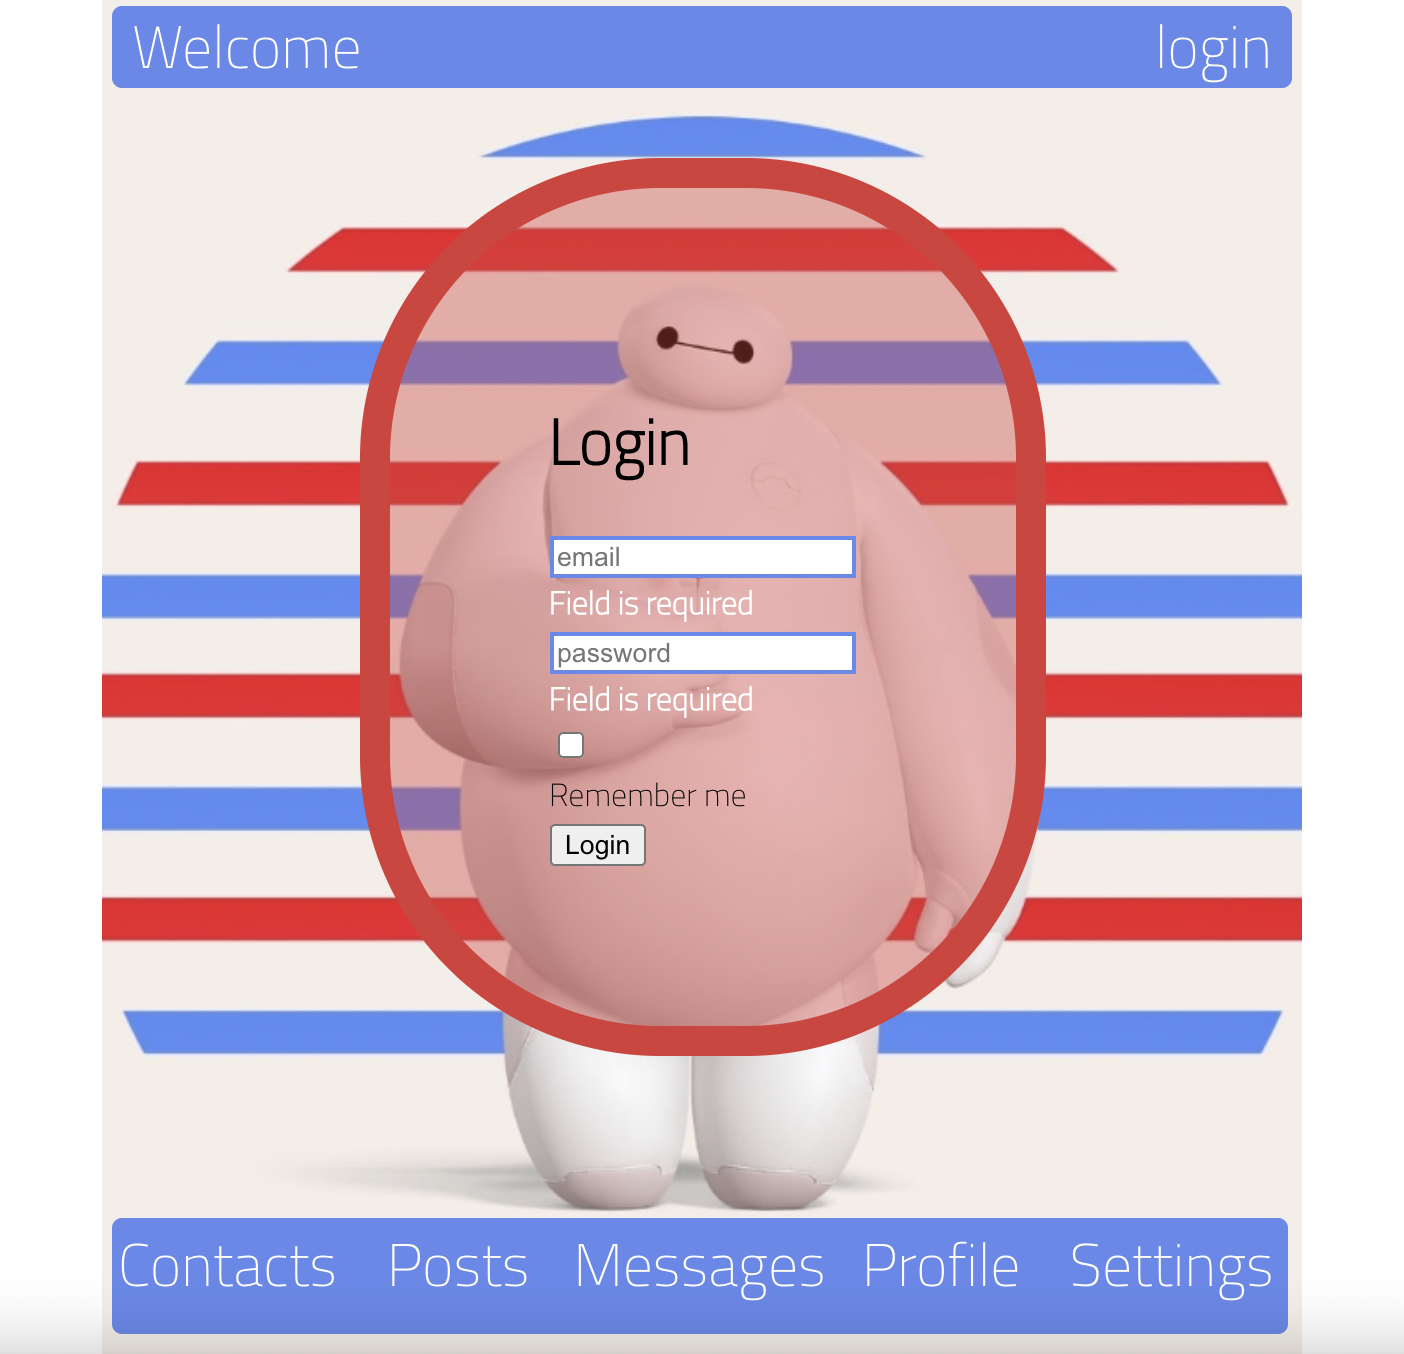 Welcome login
Login
email
Field is required
password
Field is required
Remember me
Login
Contacts Posts Messages Profile Settings